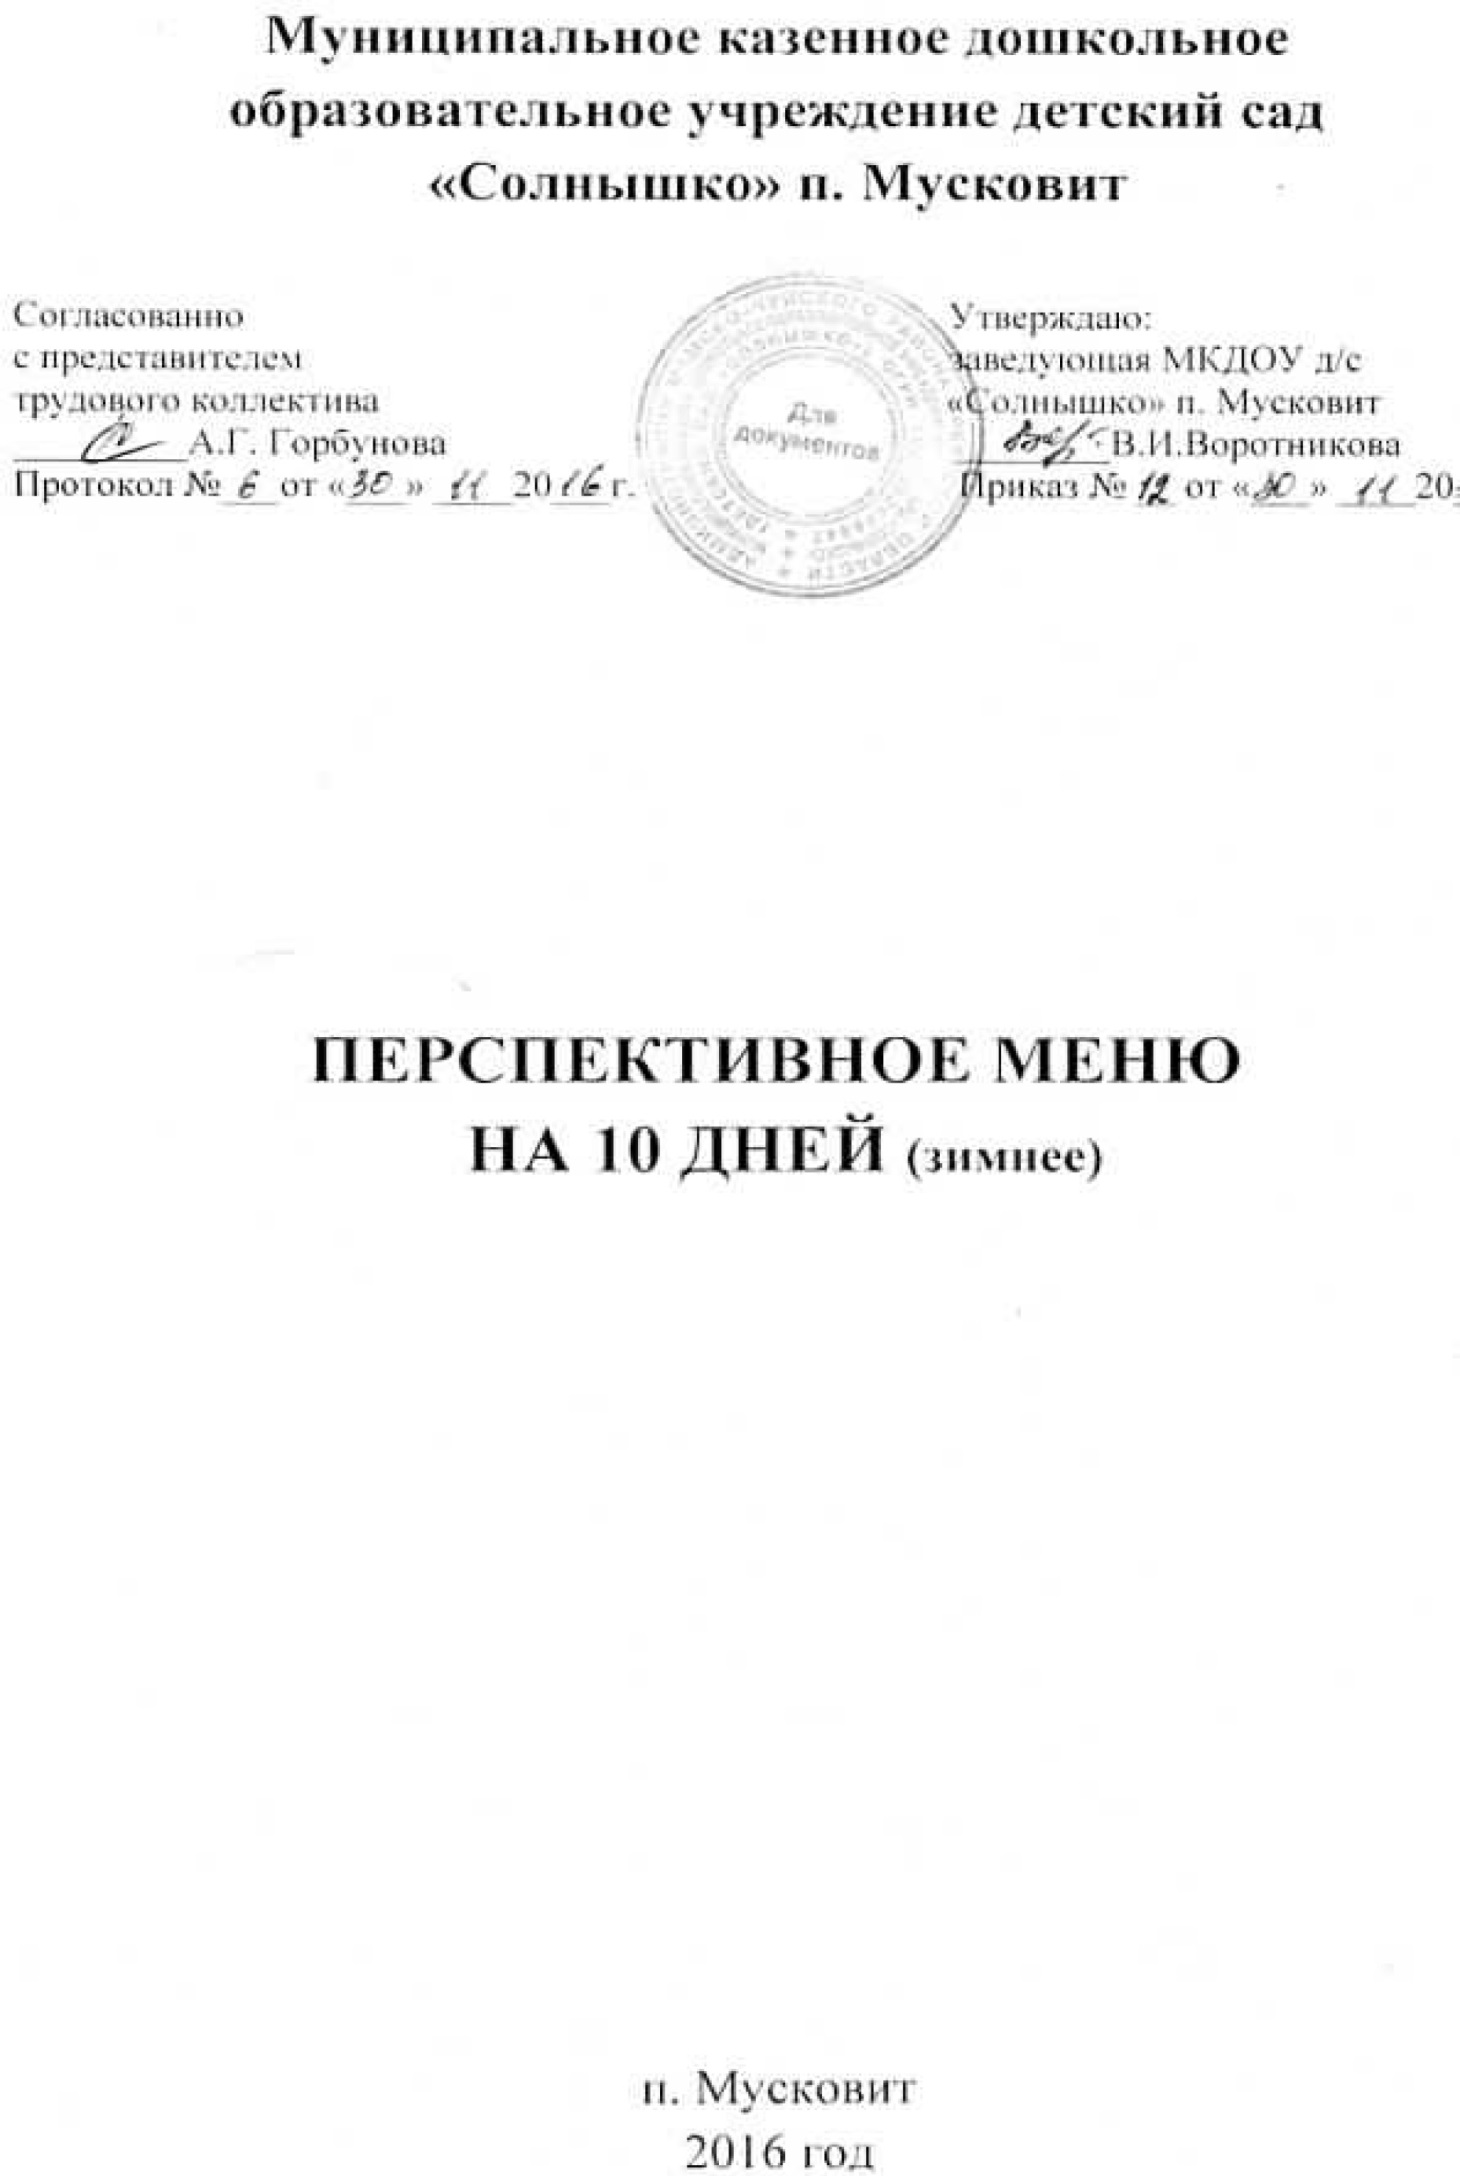 Муниципальное казенное дошкольное
образовательное учреждение детский сад
«Солнышко» п. Мусковит
Согласованно
с представителем
трудового коллектива
А.Г. Горбунова
Протокол № 6 от «30» 11 2016 г.
Для
документов
Утверждаю:
заведующая МКДОУ д/с
«Солнышко» п. Мусковит
В.И.Воротникова
Приказ № 12 от «30» 11 20
ПЕРСПЕКТИВНОЕ МЕНЮ
НА 10 ДНЕЙ (зимнее)
п. Мусковит
2016 год